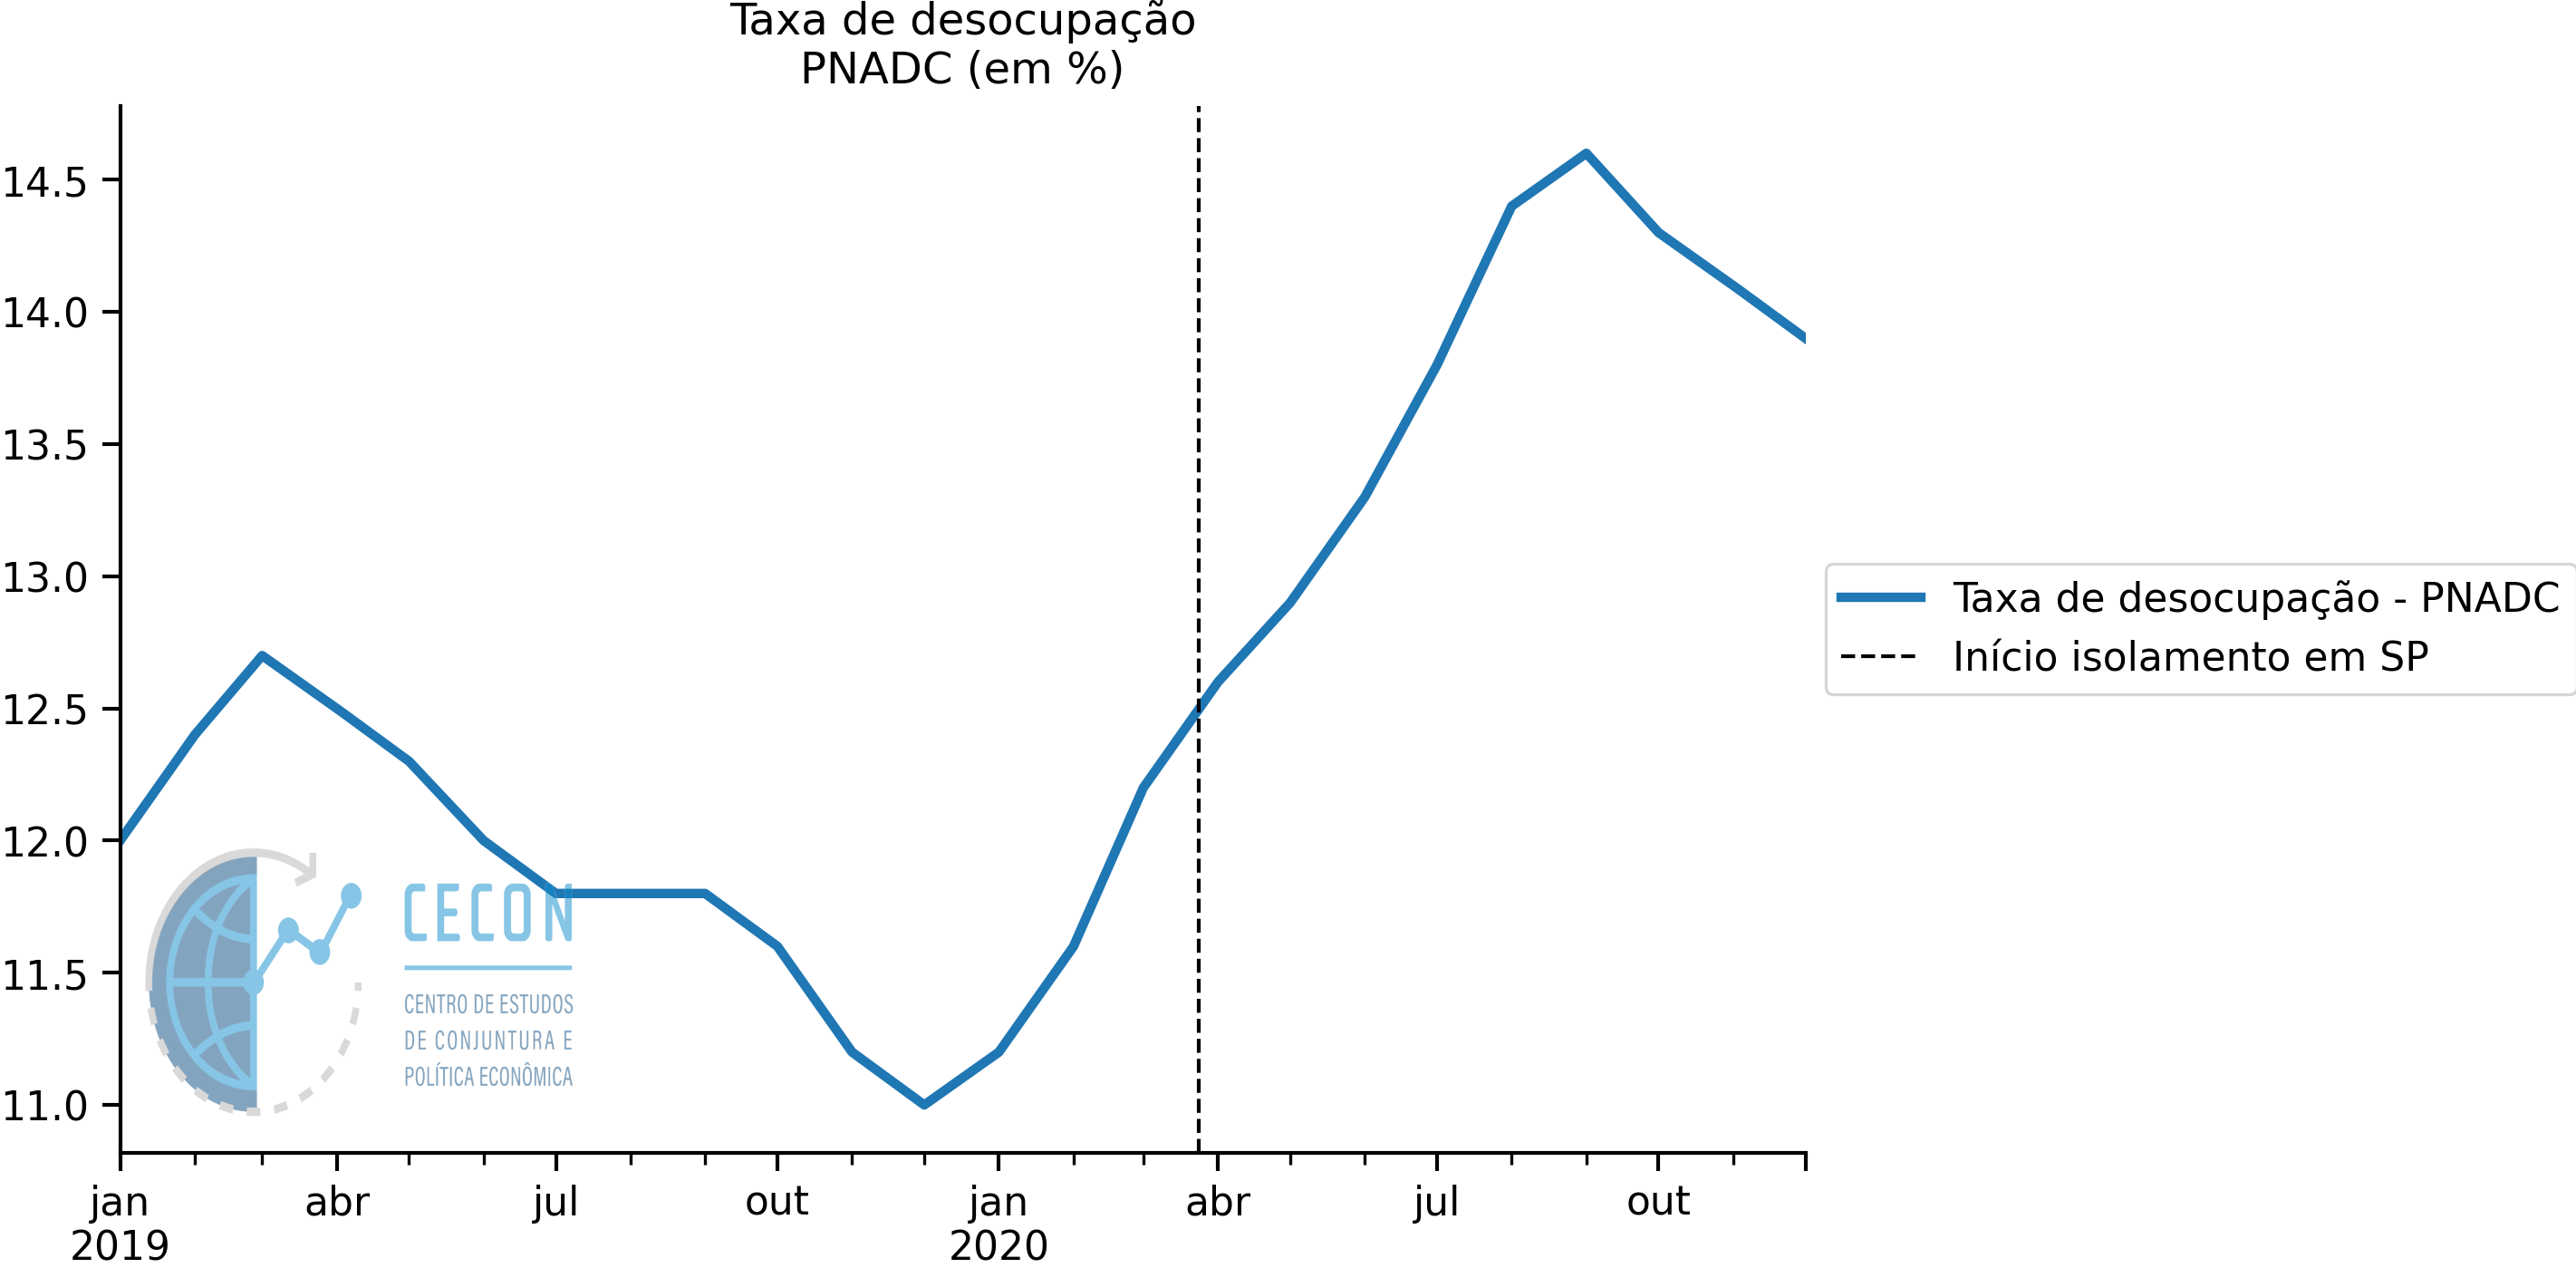 Taxa de desocupação
PNADC (em %)
14.5
14.0
13.5
13.0
12.5
12.0
11.5
11.0
jan
2019
abr
jul
out
jan
2020
abr
jul
out
Taxa de desocupação - PNADC
Início isolamento em SP
CECON
CENTRO DE ESTUDOS
DE CONJUNTURA E
POLÍTICA ECONÔMICA